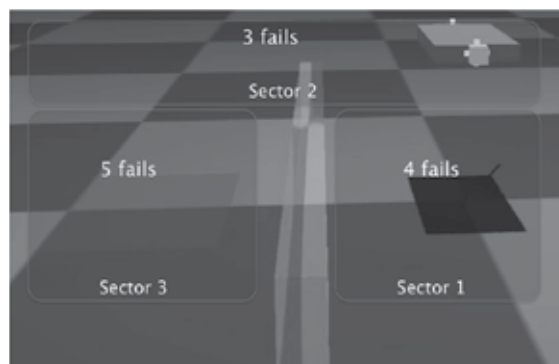 3 fails
Sector 2
5 fails
4 fails
Sector 3
Sector 1